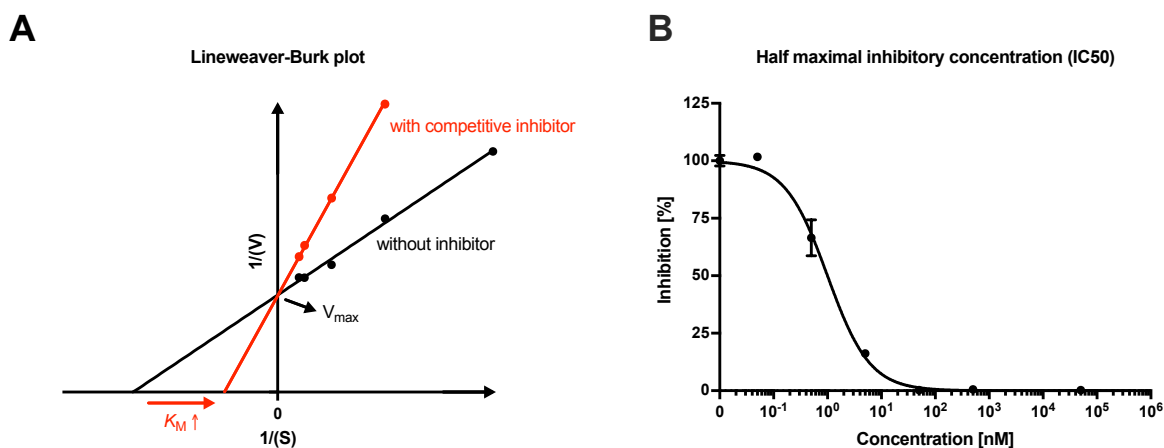 A
Lineweaver-Burk plot
with competitive inhibitor
without inhibitor
1/(V)
Vmax
KM ↑
0
1/(S)
B
Half maximal inhibitory concentration (IC50)
Inhibition [%]
125
100
75
50
25
0
0 10⁻¹ 10⁰ 10¹ 10² 10³ 10⁴ 10⁵ 10⁶
Concentration [nM]